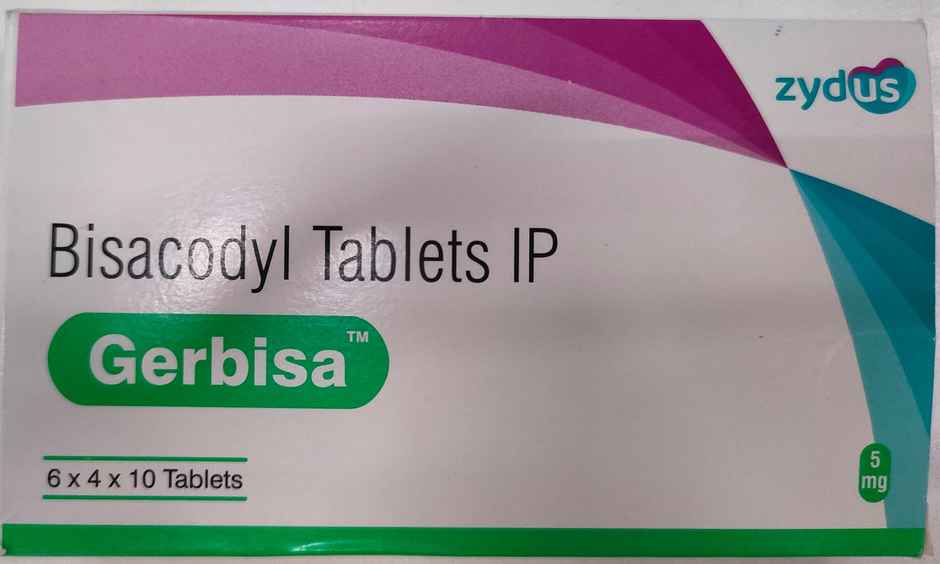 zydus
Bisacodyl Tablets IP
Gerbisa™
6 x 4 x 10 Tablets
5
mg